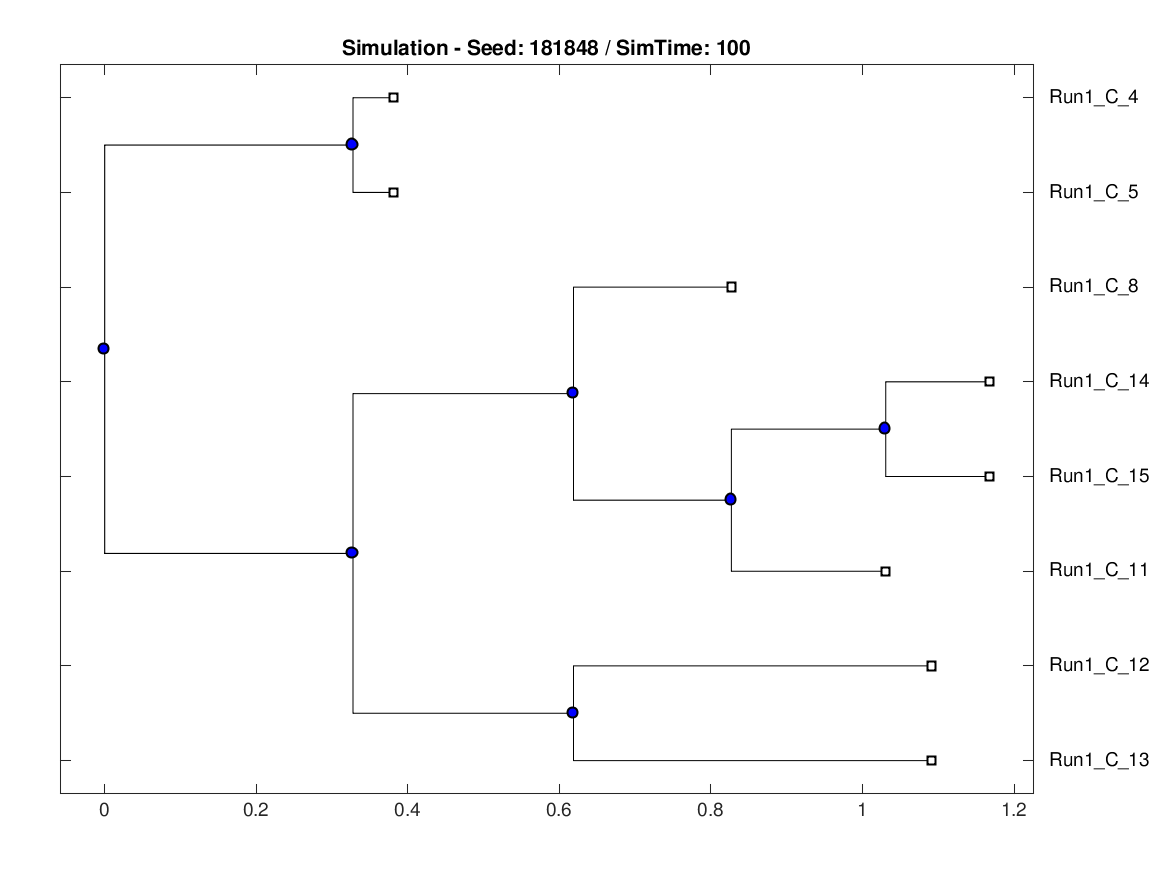 Simulation - Seed: 181848 / SimTime: 100
Run1_C_4
Run1_C_5
Run1_C_8
Run1_C_14
Run1_C_15
Run1_C_11
Run1_C_12
Run1_C_13
0 0.2 0.4 0.6 0.8 1 1.2